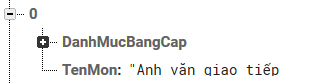 0
DanhMucBangCap
TenMon: "Anh văn giao tiếp